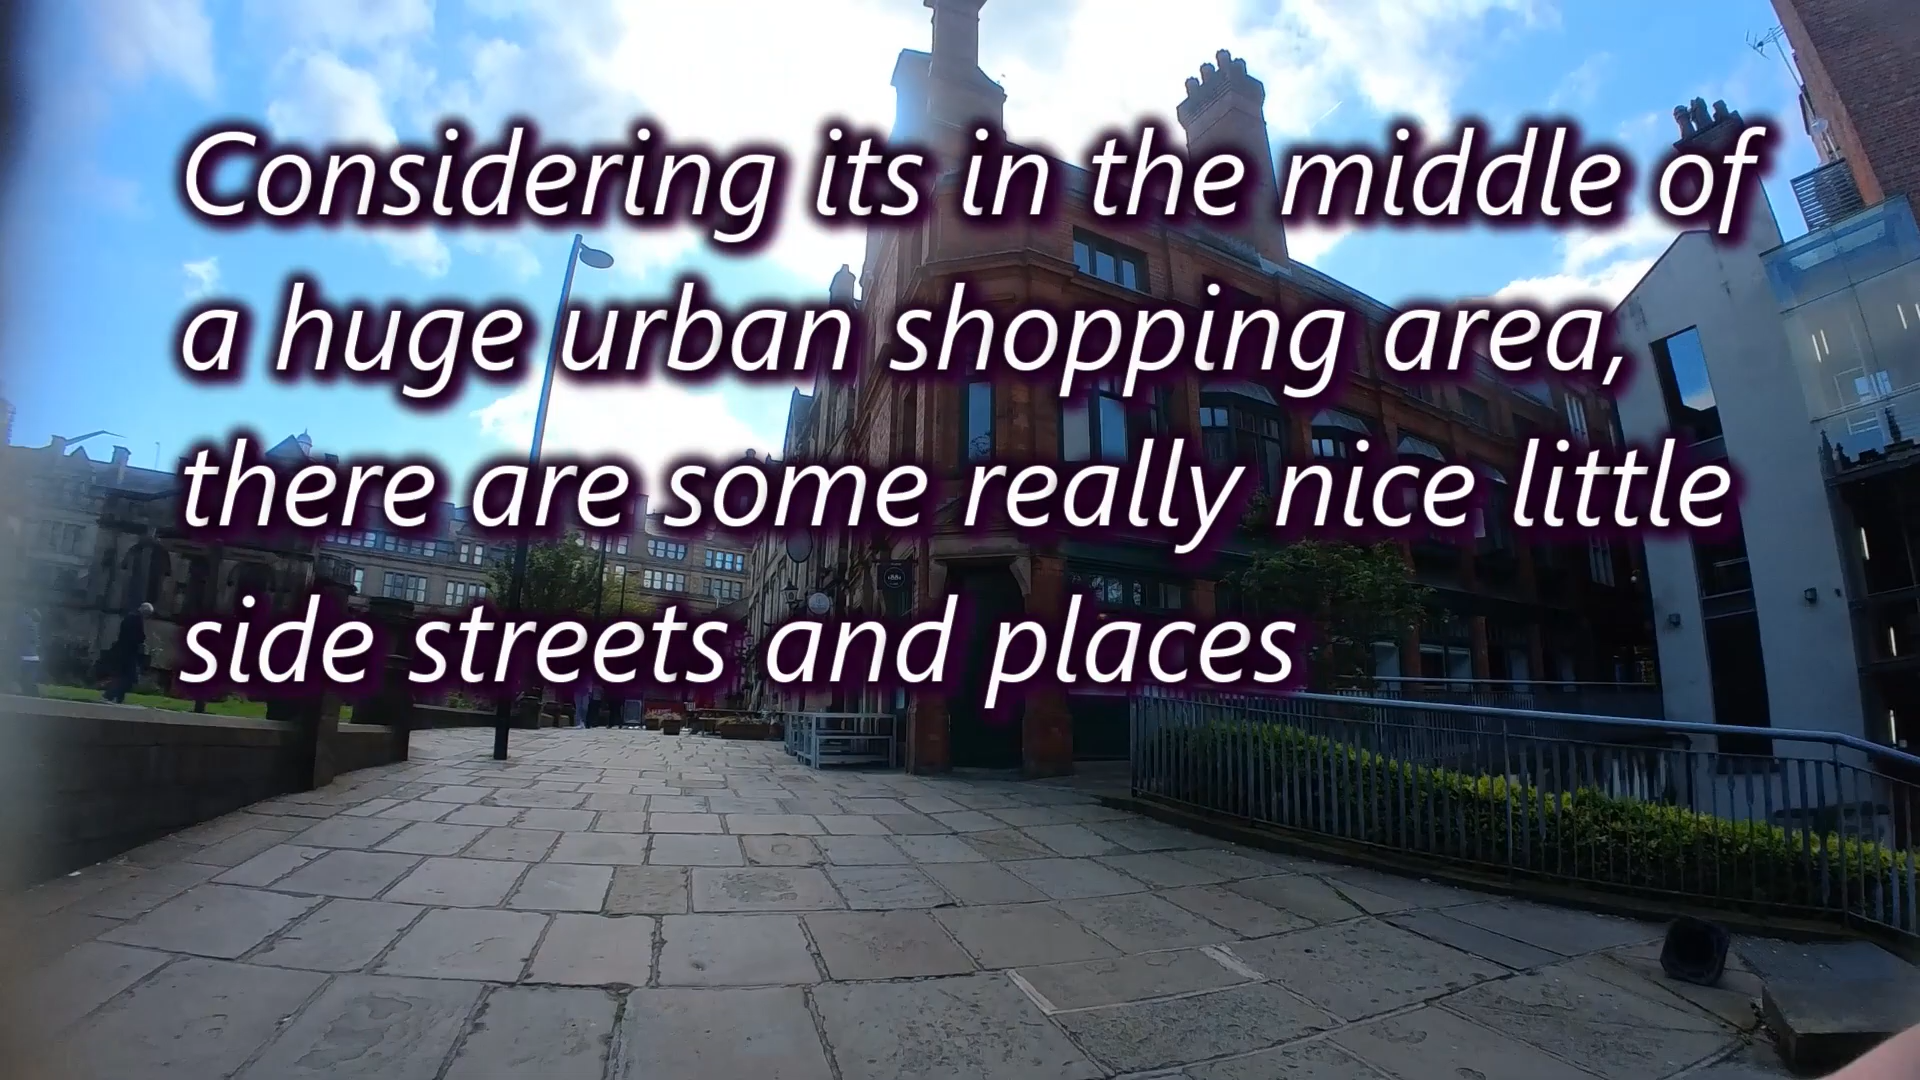 Considering its in the middle of
a huge urban shopping area,
there are some really nice little
side streets and places